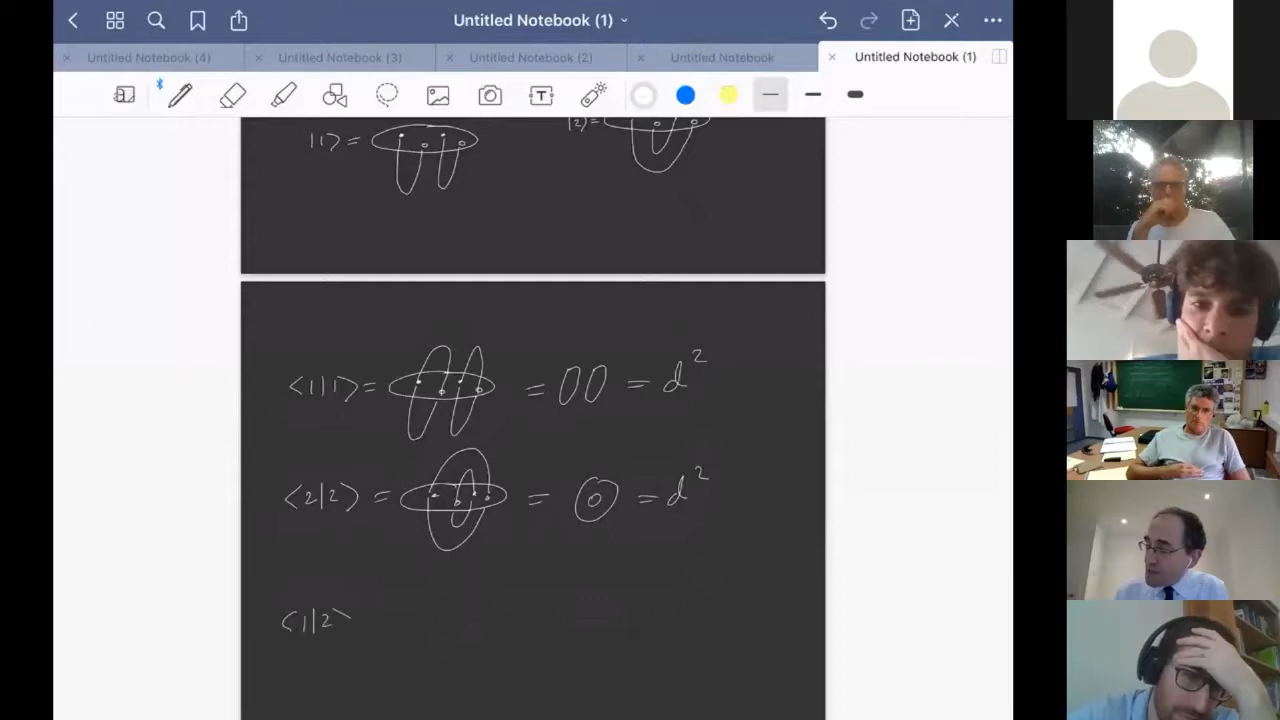 Untitled Notebook (1)
Untitled Notebook (4) Untitled Notebook (3) Untitled Notebook (2) Untitled Notebook Untitled Notebook (1)
|1⟩ = |2⟩ =
<1|1> = = 00 = d²
<2|2> = = = d²
<1|2>